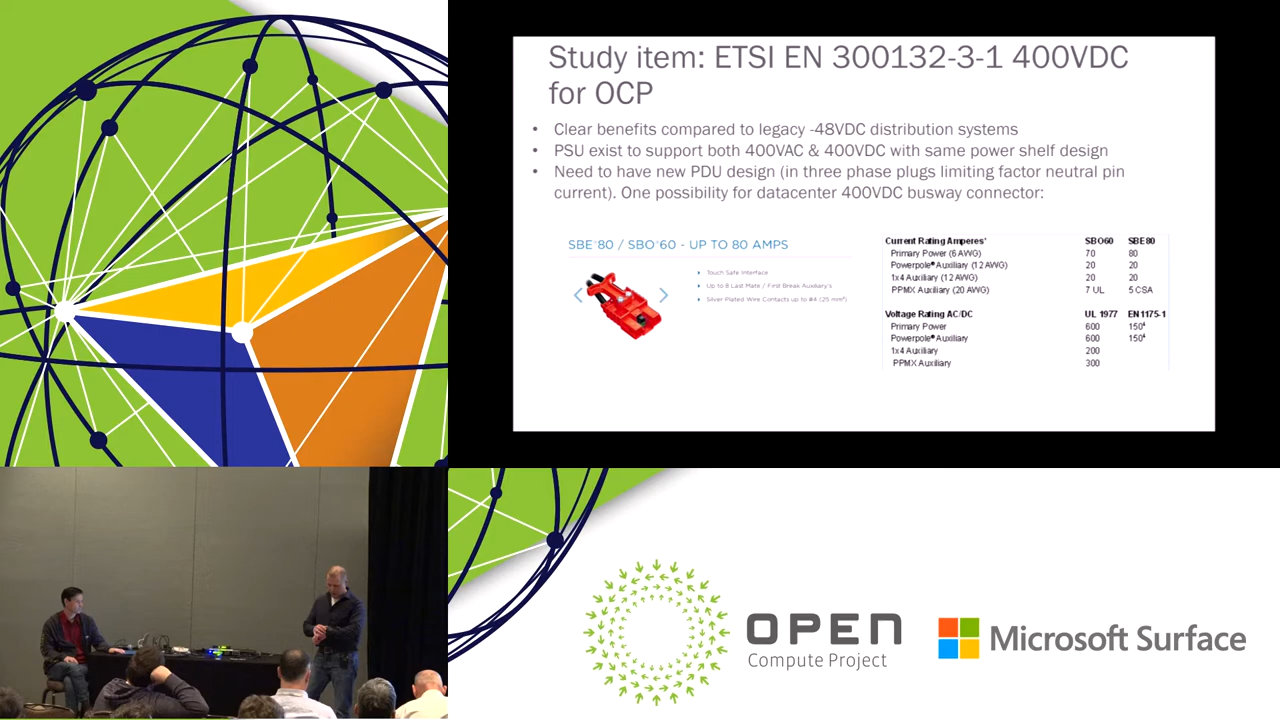 Study item: ETSI EN 300132-3-1 400VDC
for OCP
• Clear benefits compared to legacy -48VDC distribution systems
• PSU exist to support both 400VAC & 400VDC with same power shelf design
• Need to have new PDU design (in three phase plugs limiting factor neutral pin
current). One possibility for datacenter 400VDC busway connector:
SBE®80 / SBO®60 - UP TO 80 AMPS
Touch Safe Interface
Up to 8 Last Mate / First Break Auxiliary's
Silver Plated Wire Contacts up to #4 (25 mm²)
Current Rating Amperes¹ SBO60 SBE80
Primary Power (6 AWG) 70 80
Powerpole® Auxiliary (12 AWG) 20 20
1x4 Auxiliary (12 AWG) 20 20
PPMX Auxiliary (20 AWG) 7 UL 5 CSA
Voltage Rating AC/DC UL 1977 EN1175-1
Primary Power 600 150⁴
Powerpole® Auxiliary 600 150⁴
1x4 Auxiliary 200
PPMX Auxiliary 300
OPEN
Compute Project
Microsoft Surface